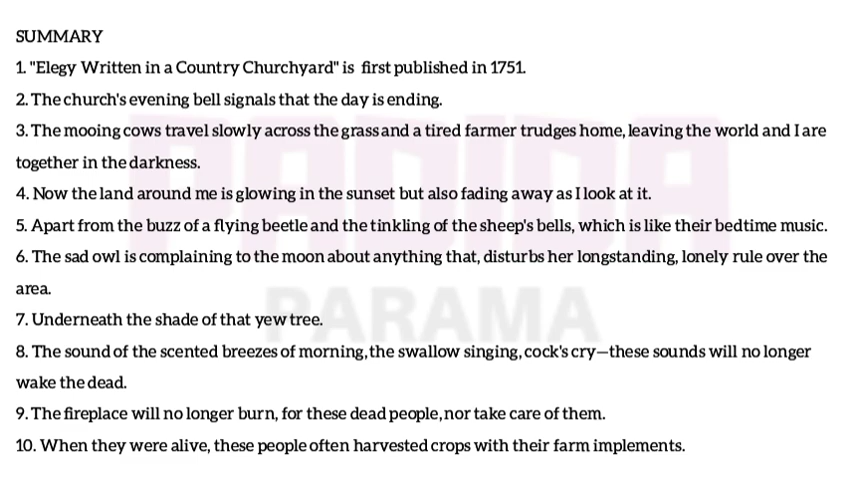 SUMMARY
1. "Elegy Written in a Country Churchyard" is first published in 1751.
2. The church's evening bell signals that the day is ending.
3. The mooing cows travel slowly across the grass and a tired farmer trudges home, leaving the world and I are
together in the darkness.
4. Now the land around me is glowing in the sunset but also fading away as I look at it.
5. Apart from the buzz of a flying beetle and the tinkling of the sheep's bells, which is like their bedtime music.
6. The sad owl is complaining to the moon about anything that, disturbs her longstanding, lonely rule over the
area.
7. Underneath the shade of that yew tree.
8. The sound of the scented breezes of morning, the swallow singing, cock's cry—these sounds will no longer
wake the dead.
9. The fireplace will no longer burn, for these dead people, nor take care of them.
10. When they were alive, these people often harvested crops with their farm implements.
PADIDA
PARAMA